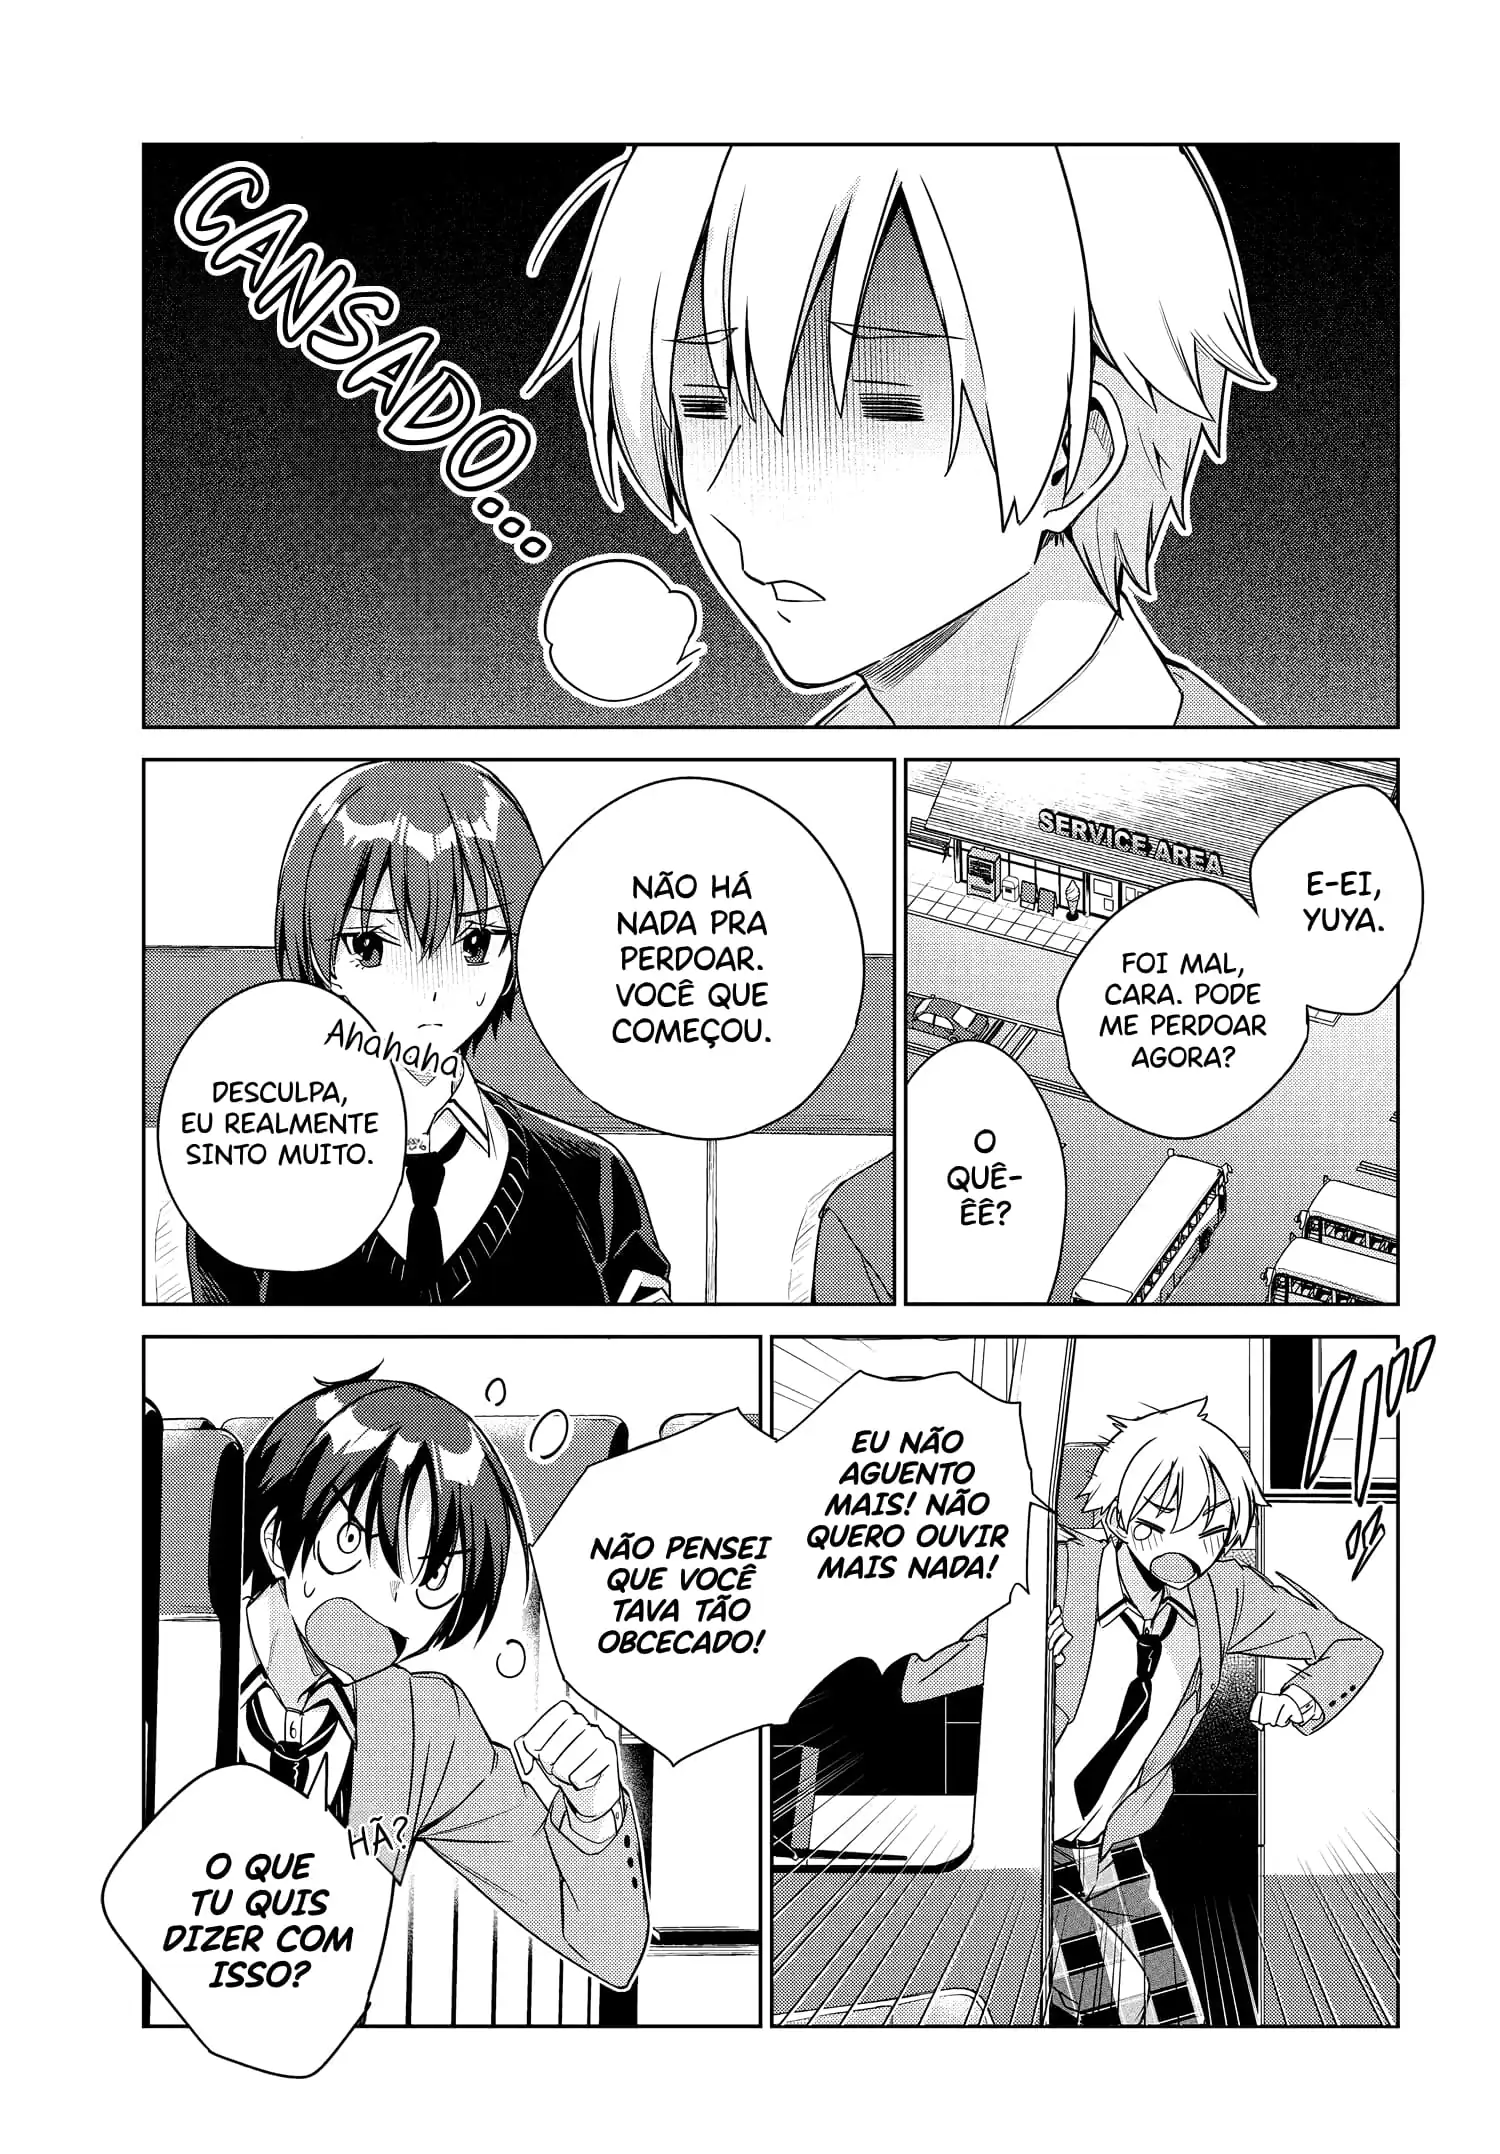 CANSADO...
E-EI,
YUYA.
FOI MAL,
CARA. PODE
ME PERDOAR
AGORA?
SERVICE AREA
O
QUÊ-
ÊÊ?
NÃO HÁ
NADA PRA
PERDOAR.
VOCÊ QUE
COMEÇOU.
Ahahaha
DESCULPA,
EU REALMENTE
SINTO MUITO.
EU NÃO
AGUENTO
MAIS! NÃO
QUERO OUVIR
MAIS NADA!
NÃO PENSEI
QUE VOCÊ
TAVA TÃO
OBCECADO!
HÃ?
O QUE
TU QUIS
DIZER COM
ISSO?